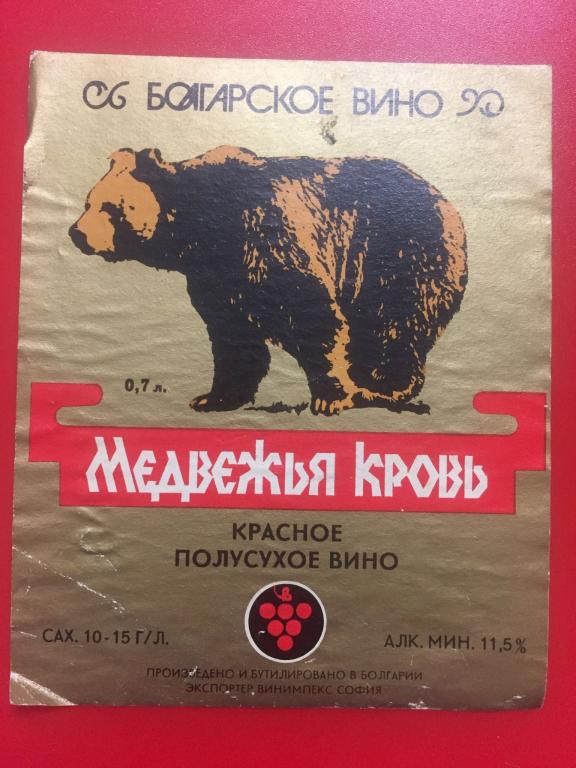 БОЛГАРСКОЕ ВИНО
0,7 л.
МЕДВЕЖЬЯ КРОВЬ
КРАСНОЕ
ПОЛУСУХОЕ ВИНО
САХ. 10-15 Г/Л.
АЛК. МИН. 11,5%
ПРОИЗВЕДЕНО И БУТИЛИРОВАНО В БОЛГАРИИ
ЭКСПОРТЕР ВИНИМПЕКС СОФИЯ